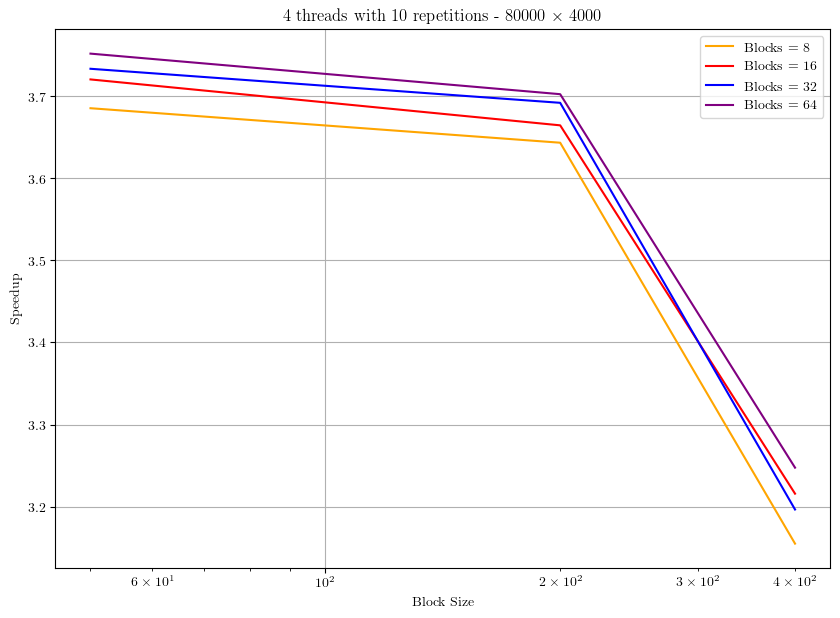 4 threads with 10 repetitions - 80000 × 4000
Blocks = 8
Blocks = 16
Blocks = 32
Blocks = 64
Speedup
3.7
3.6
3.5
3.4
3.3
3.2
6 × 10¹
10²
2 × 10²
3 × 10²
4 × 10²
Block Size